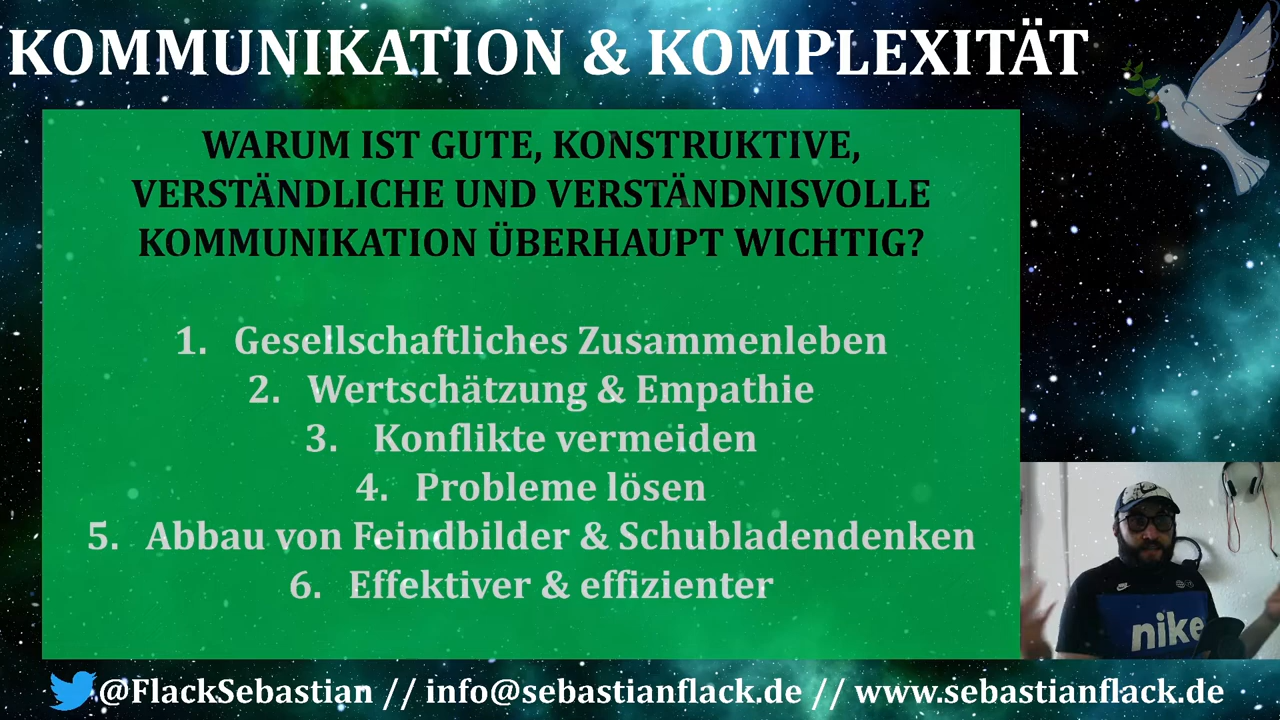 KOMMUNIKATION & KOMPLEXITÄT
WARUM IST GUTE, KONSTRUKTIVE,
VERSTÄNDLICHE UND VERSTÄNDNISVOLLE
KOMMUNIKATION ÜBERHAUPT WICHTIG?
1. Gesellschaftliches Zusammenleben
2. Wertschätzung & Empathie
3. Konflikte vermeiden
4. Probleme lösen
5. Abbau von Feindbilder & Schubladendenken
6. Effektiver & effizienter
nike
@FlackSebastian // info@sebastianflack.de // www.sebastianflack.de